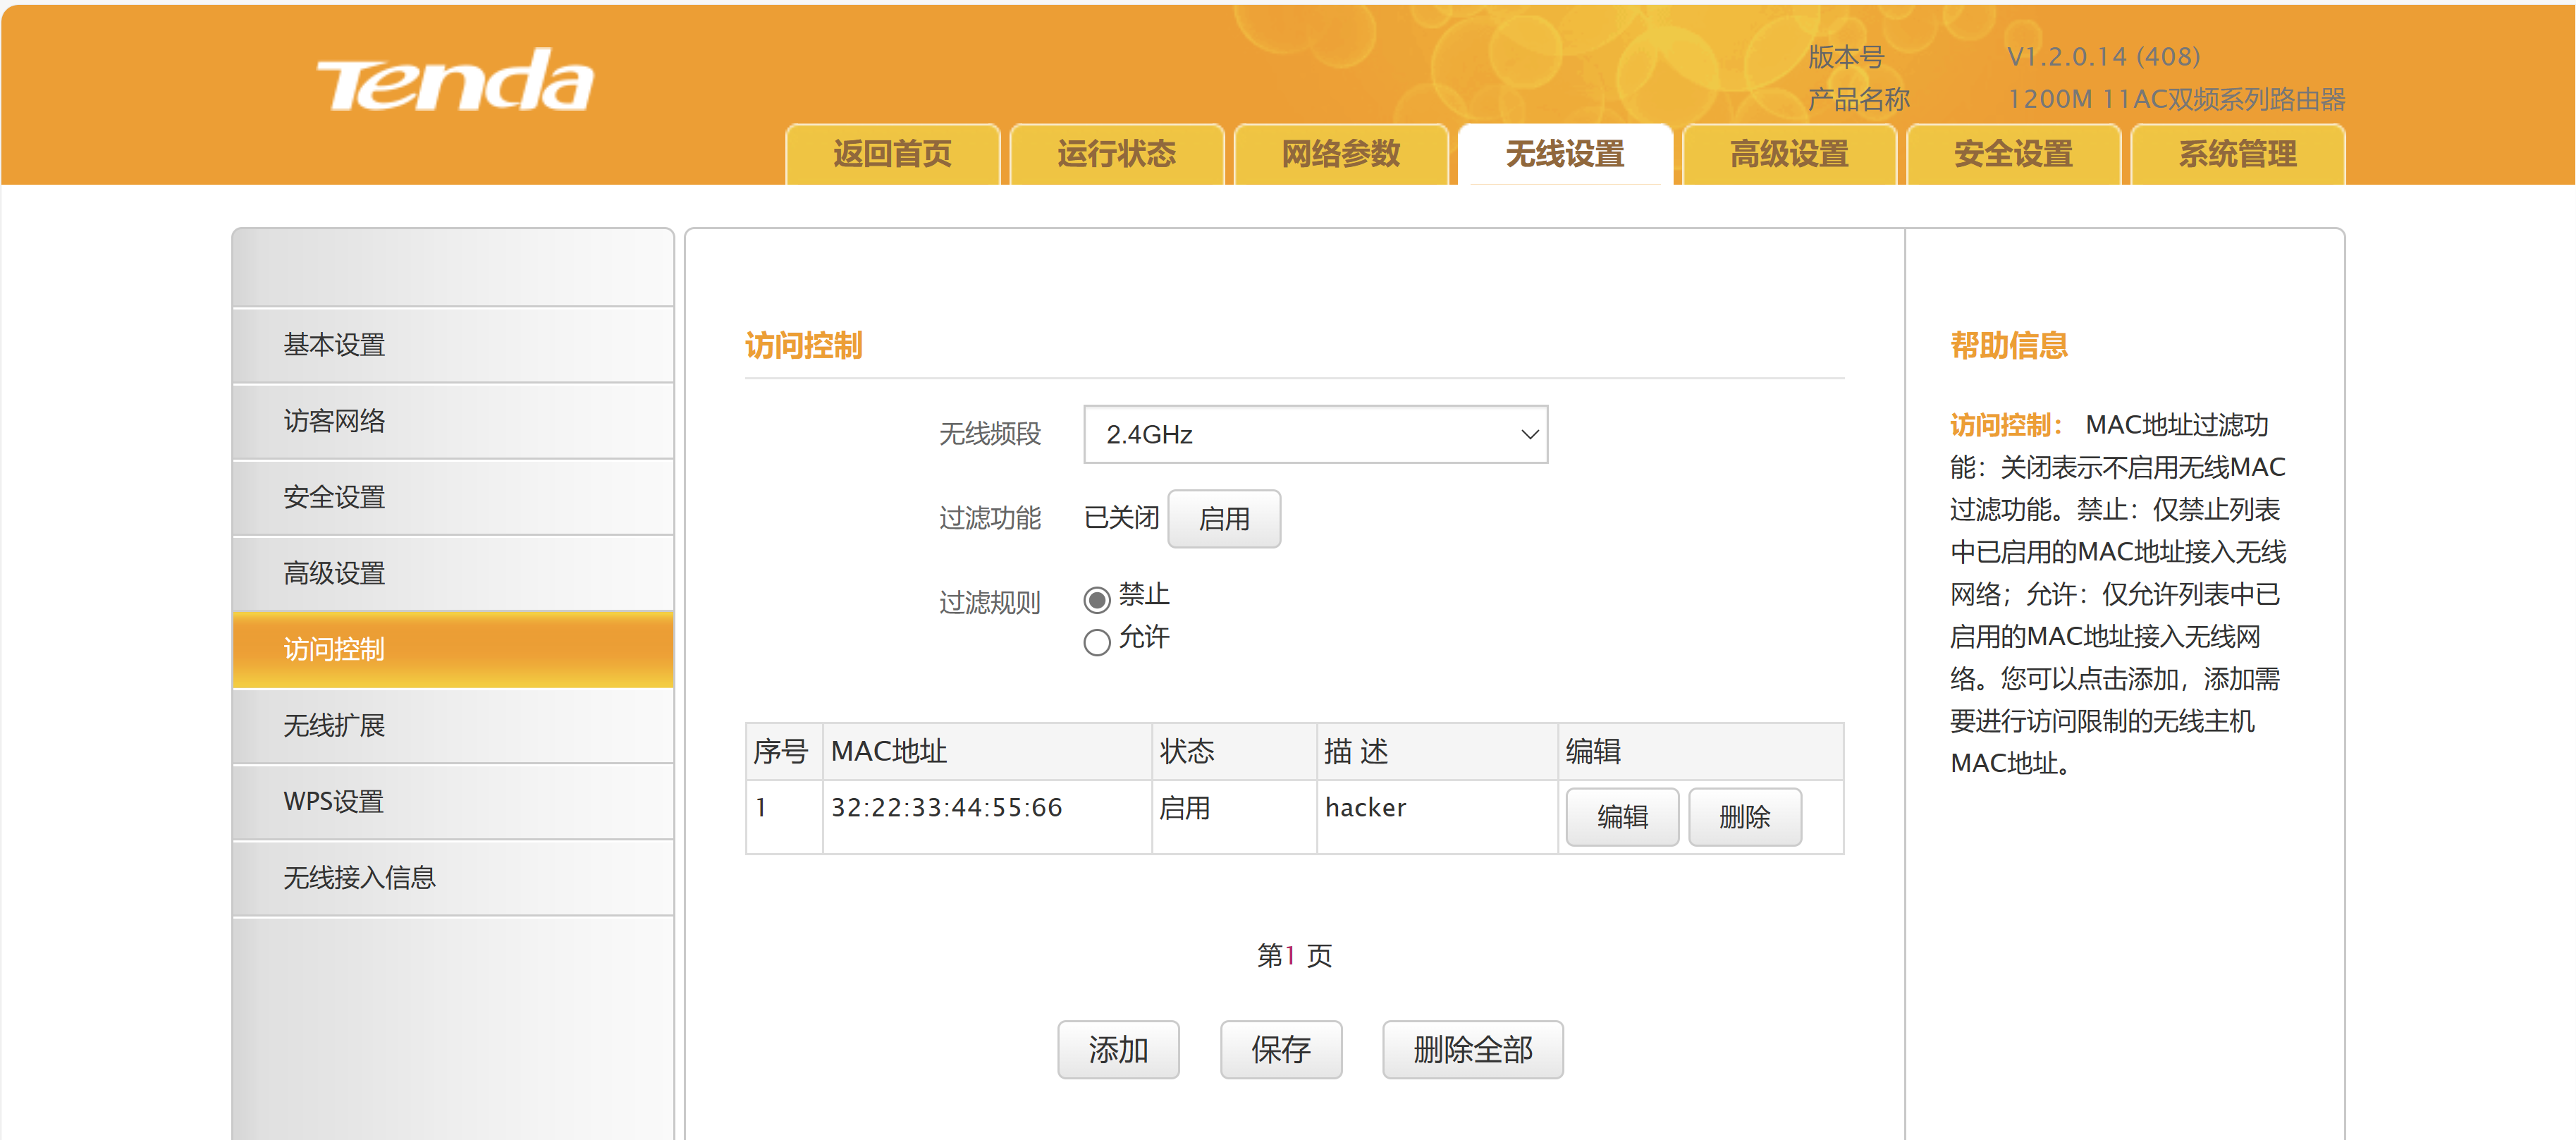 Tenda
版本号 V1.2.0.14 (408)
产品名称 1200M 11AC双频系列路由器
返回首页 运行状态 网络参数 无线设置 高级设置 安全设置 系统管理
基本设置
访客网络
安全设置
高级设置
访问控制
无线扩展
WPS设置
无线接入信息
访问控制
无线频段 2.4GHz
过滤功能 已关闭 启用
过滤规则 禁止
允许
序号 MAC地址 状态 描 述 编辑
1 32:22:33:44:55:66 启用 hacker 编辑 删除
第1 页
添加 保存 删除全部
帮助信息
访问控制： MAC地址过滤功
能：关闭表示不启用无线MAC
过滤功能。禁止：仅禁止列表
中已启用的MAC地址接入无线
网络；允许：仅允许列表中已
启用的MAC地址接入无线网
络。您可以点击添加，添加需
要进行访问限制的无线主机
MAC地址。